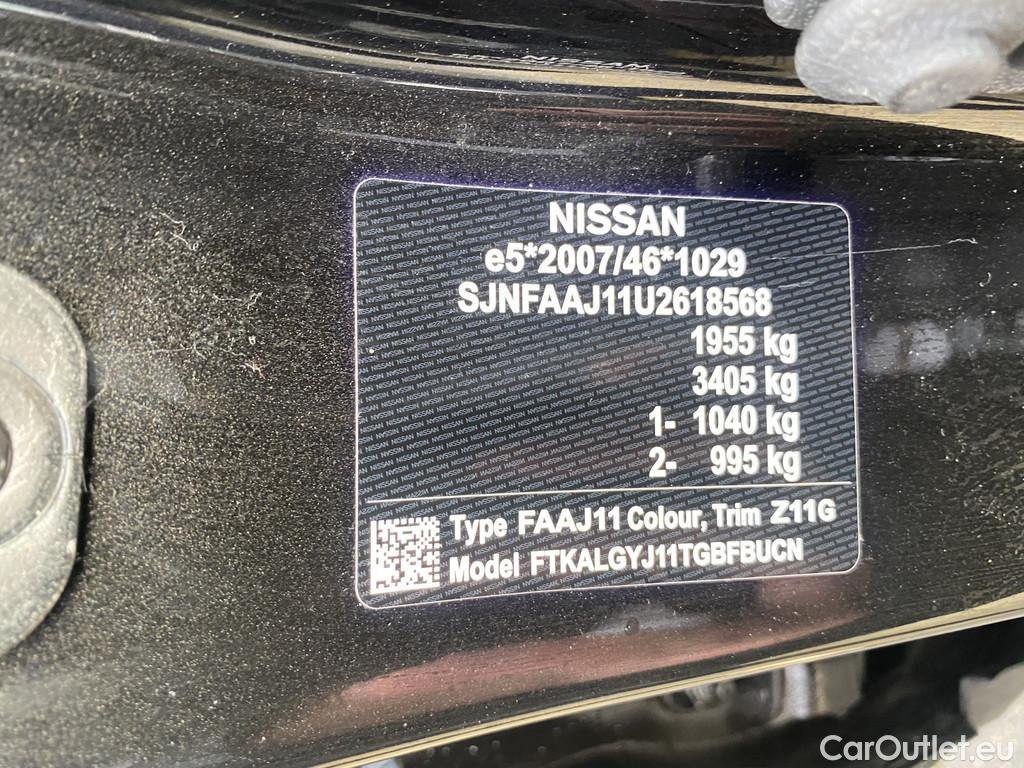 NISSAN
e5*2007/46*1029
SJNFAAJ11U2618568
1955 kg
3405 kg
1- 1040 kg
2- 995 kg
Type FAAJ11 Colour, Trim Z11G
Model FTKALGYJ11TGBFBUCN
CarOutlet.eu